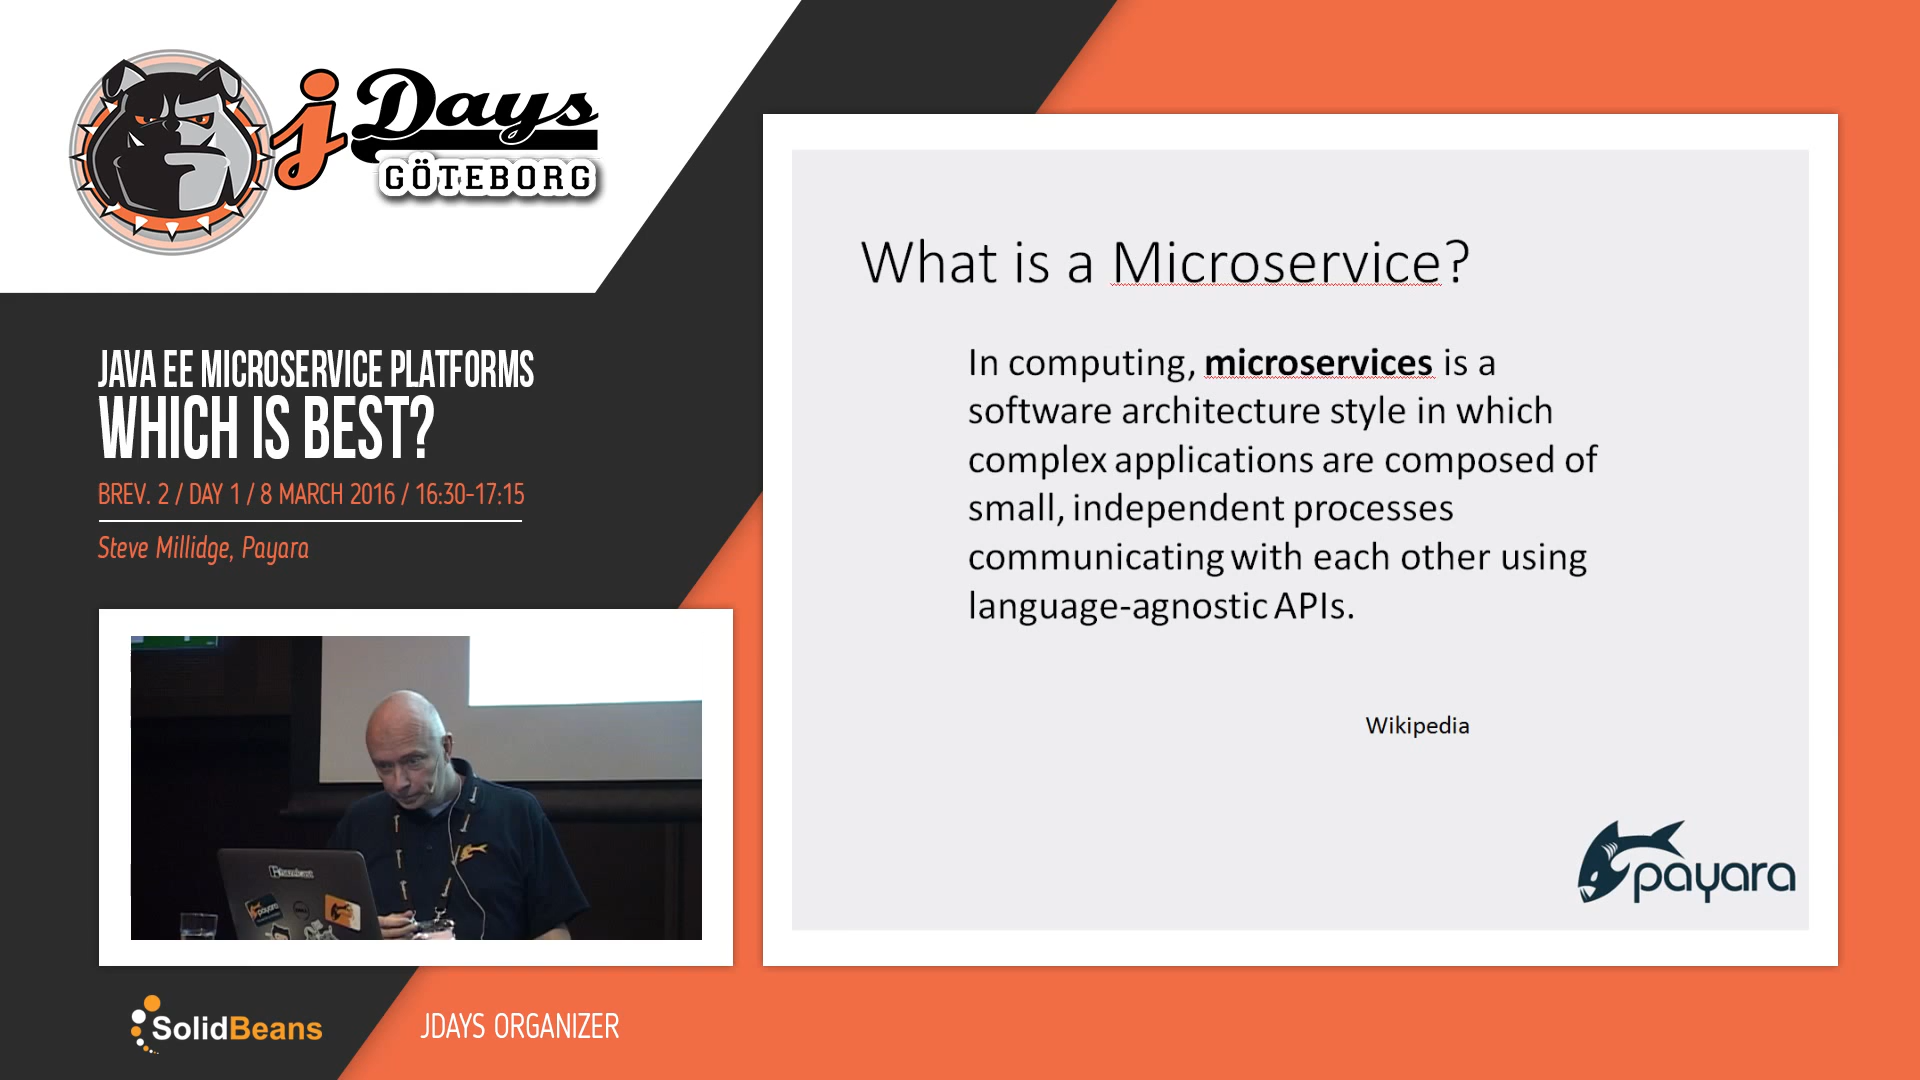 jDays
GÖTEBORG
JAVA EE MICROSERVICE PLATFORMS
WHICH IS BEST?
BREV. 2 / DAY 1 / 8 MARCH 2016 / 16:30-17:15
Steve Millidge, Payara
What is a Microservice?
In computing, microservices is a
software architecture style in which
complex applications are composed of
small, independent processes
communicating with each other using
language-agnostic APIs.
Wikipedia
payara
payara
DELL
SolidBeans
JDAYS ORGANIZER